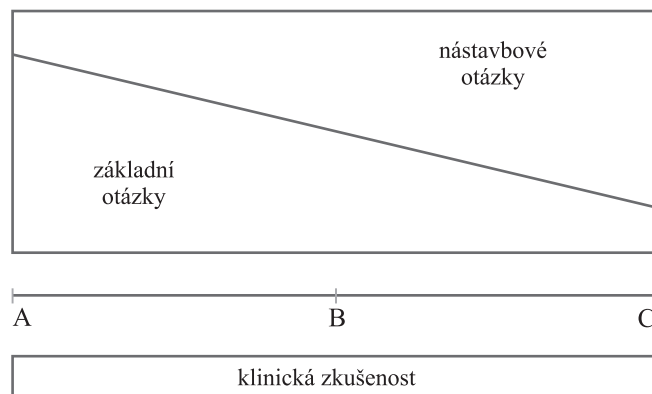 nástavbové
otázky
základní
otázky
A B C
klinická zkušenost